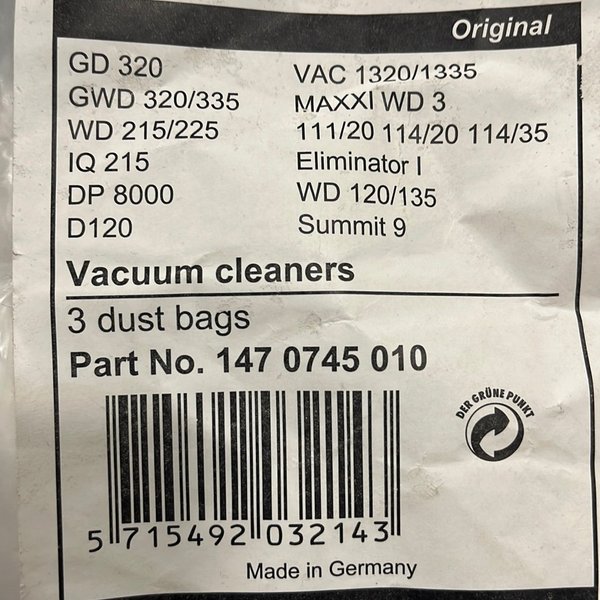 Original
GD 320
GWD 320/335
WD 215/225
IQ 215
DP 8000
D120
VAC 1320/1335
MAXXI WD 3
111/20 114/20 114/35
Eliminator I
WD 120/135
Summit 9
Vacuum cleaners
3 dust bags
Part No. 147 0745 010
DER GRÜNE PUNKT
5 715492 032143
Made in Germany